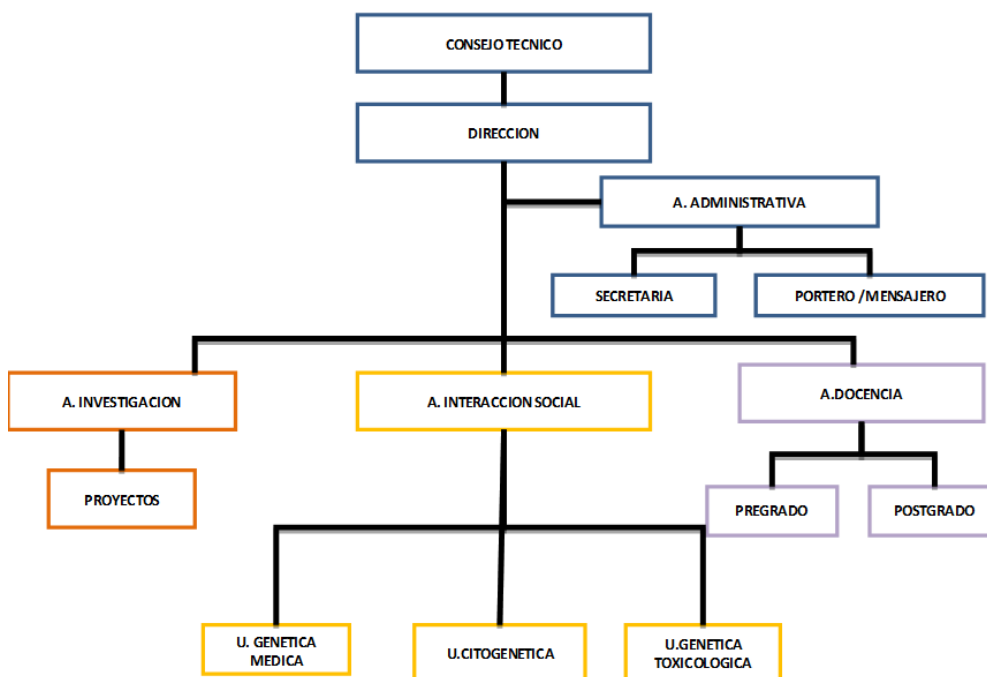 CONSEJO TECNICO
DIRECCION
A. ADMINISTRATIVA
SECRETARIA
PORTERO /MENSAJERO
A. INVESTIGACION
A. INTERACCION SOCIAL
A.DOCENCIA
PROYECTOS
PREGRADO
POSTGRADO
U. GENETICA
MEDICA
U.CITOGENETICA
U.GENETICA
TOXICOLOGICA